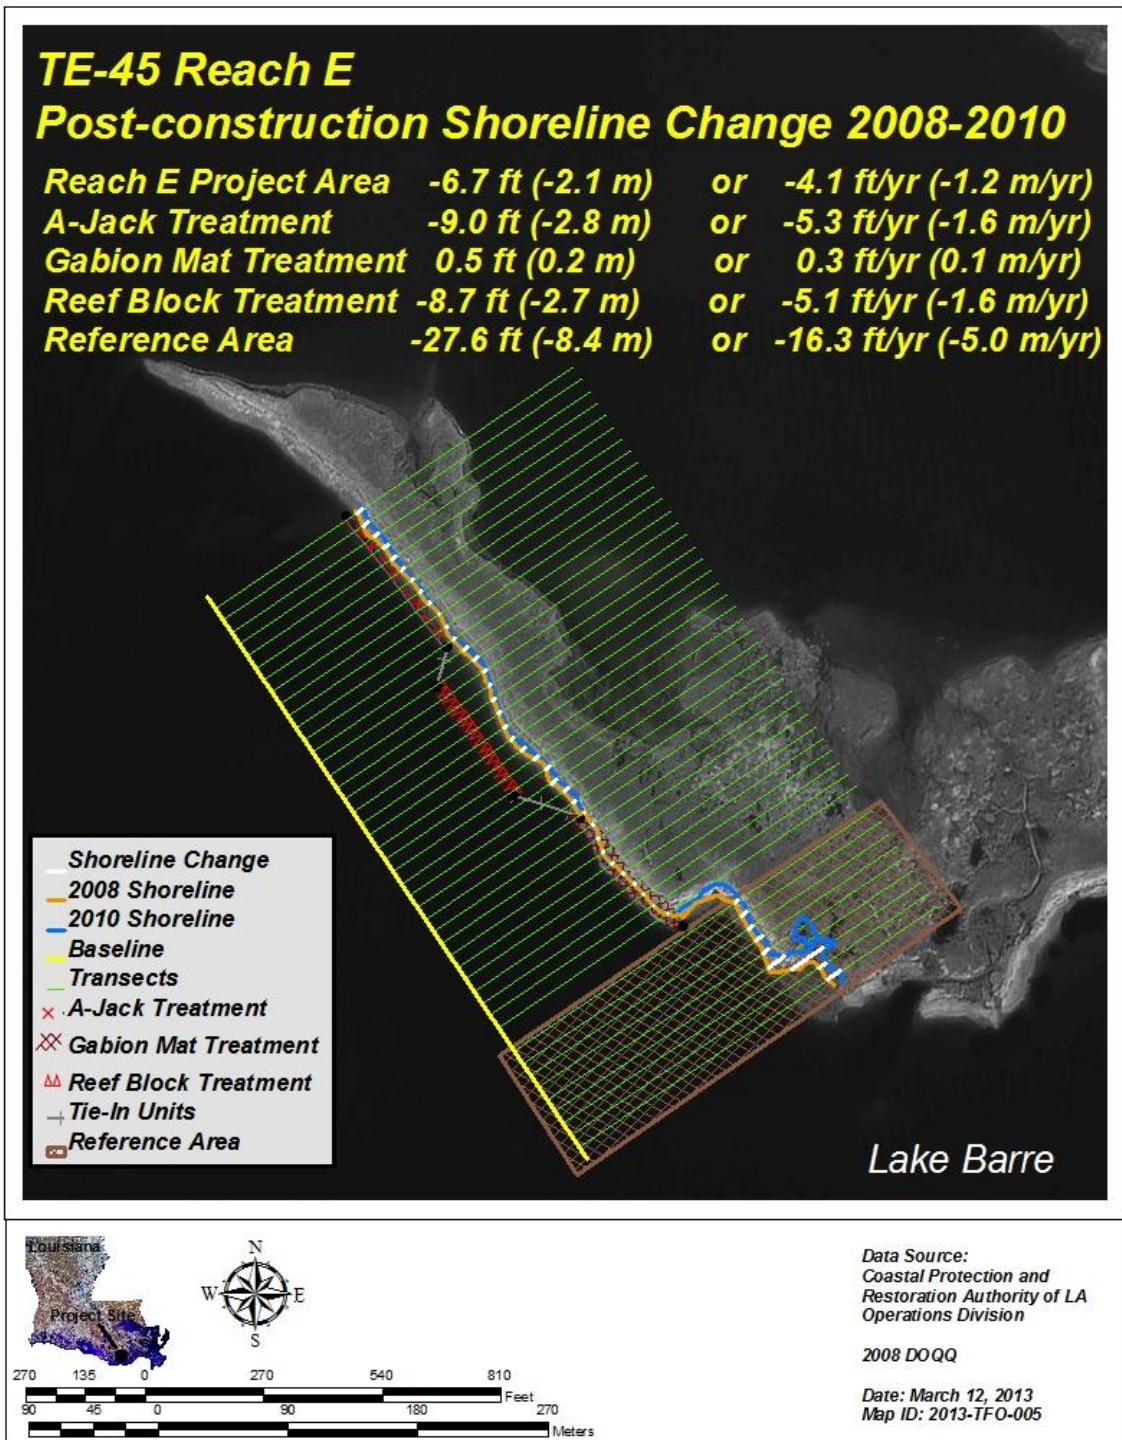 TE-45 Reach E
Post-construction Shoreline Change 2008-2010
Reach E Project Area -6.7 ft (-2.1 m) or -4.1 ft/yr (-1.2 m/yr)
A-Jack Treatment -9.0 ft (-2.8 m) or -5.3 ft/yr (-1.6 m/yr)
Gabion Mat Treatment 0.5 ft (0.2 m) or 0.3 ft/yr (0.1 m/yr)
Reef Block Treatment -8.7 ft (-2.7 m) or -5.1 ft/yr (-1.6 m/yr)
Reference Area -27.6 ft (-8.4 m) or -16.3 ft/yr (-5.0 m/yr)
Shoreline Change
2008 Shoreline
2010 Shoreline
Baseline
Transects
A-Jack Treatment
Gabion Mat Treatment
Reef Block Treatment
Tie-In Units
Reference Area
Lake Barre
Louisiana
Project Site
N
W E
S
270 135 0 270 540 810
Feet
90 45 0 90 180 270
Meters
Data Source:
Coastal Protection and
Restoration Authority of LA
Operations Division
2008 DOQQ
Date: March 12, 2013
Map ID: 2013-TFO-005